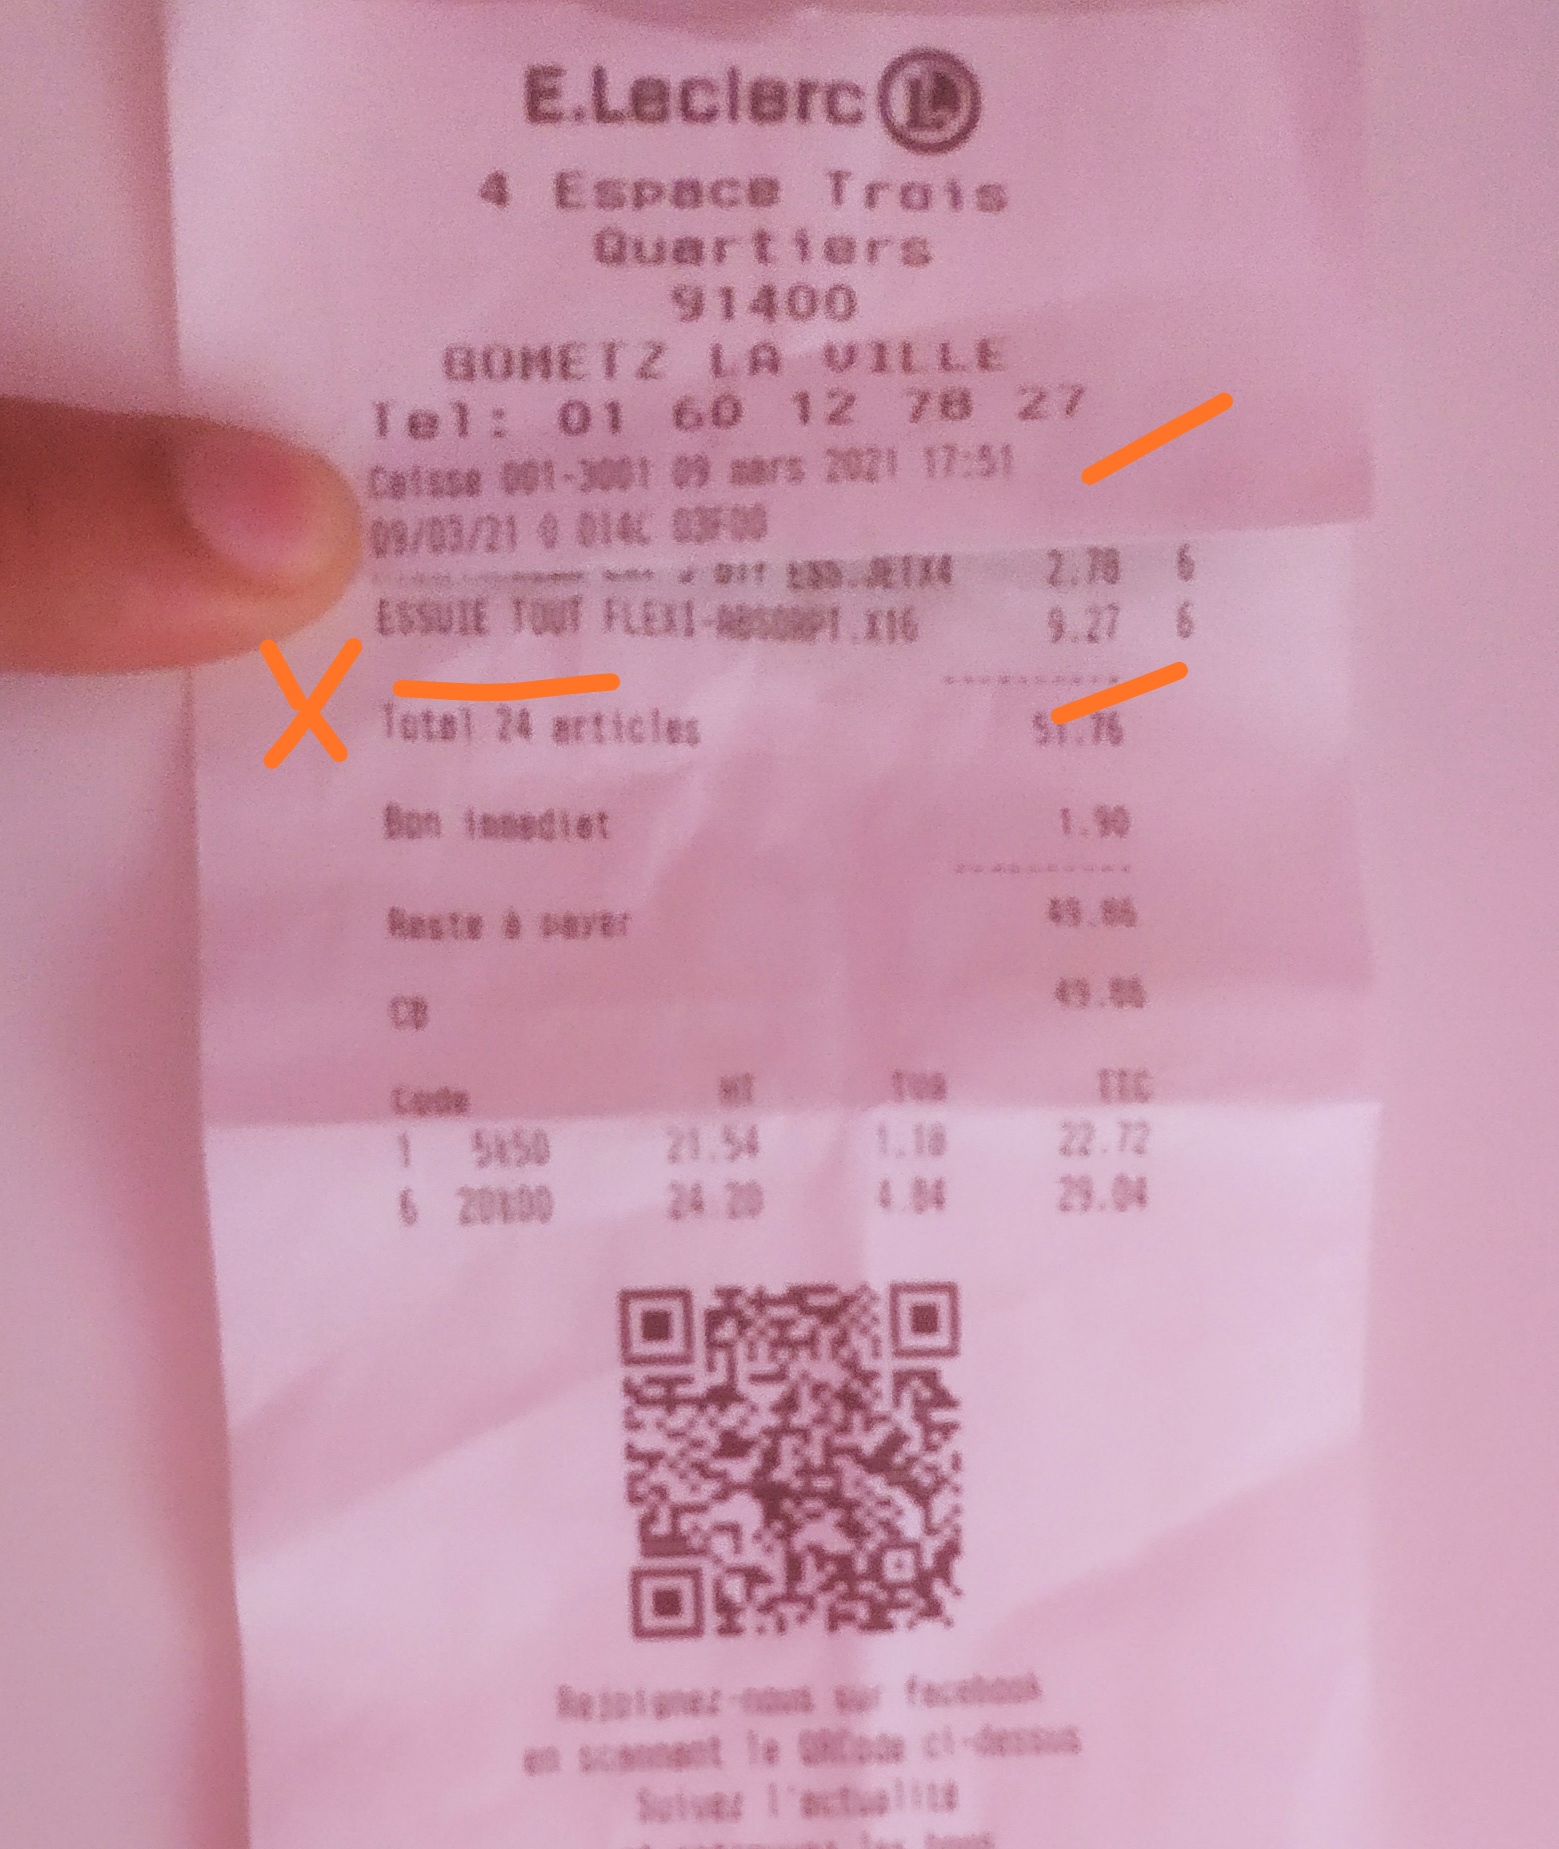 E.Leclerc L
4 Espace Trois
Quartiers
91400
GOMETZ LA VILLE
Tel: 01 60 12 78 27
Caisse 001-3001 09 mars 2021 17:51
09/03/21 @ 014C 03F00
ESS.JETX4 2.78 6
ESSUIE TOUT FLEXI-ABSORPT.X16 9.27 6
Total 24 articles 51.76
Bon immediat 1.90
Reste à payer 49.86
CB 49.86
Code HT TVA TTC
1 5%50 21.54 1.18 22.72
6 20%00 24.20 4.84 29.04
Rejoignez-nous sur facebook
en scannant le QRCode ci-dessus
Suivez l'actualité